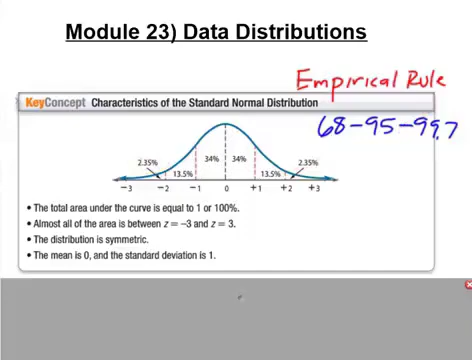 Module 23) Data Distributions
Empirical Rule
KeyConcept Characteristics of the Standard Normal Distribution
68-95-99.7
2.35% 34% 34% 2.35%
13.5% 13.5%
−3 −2 −1 0 +1 +2 +3
• The total area under the curve is equal to 1 or 100%.
• Almost all of the area is between z = −3 and z = 3.
• The distribution is symmetric.
• The mean is 0, and the standard deviation is 1.